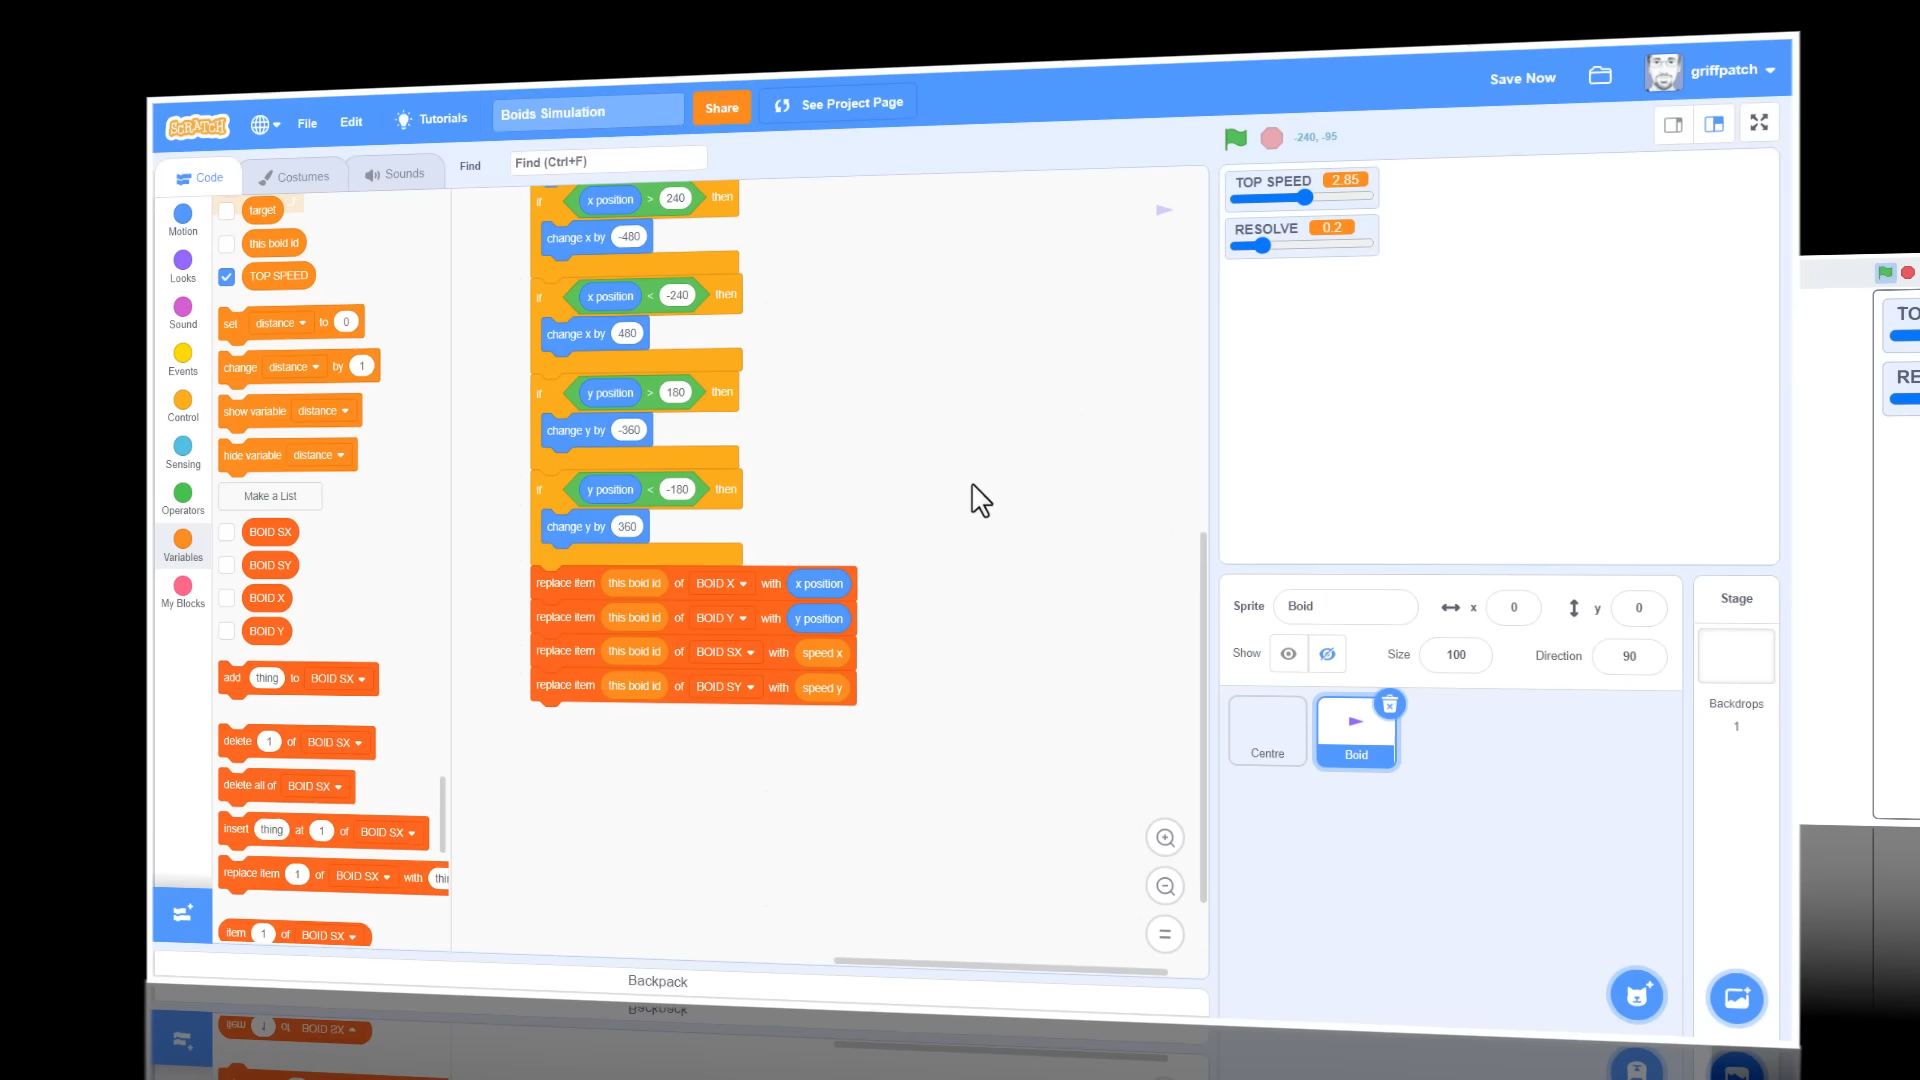 SCRATCH
File
Edit
Tutorials
Boids Simulation
Share
See Project Page
Save Now
griffpatch
Code
Costumes
Sounds
Find
Find (Ctrl+F)
-240, -95
Motion
Looks
Sound
Events
Control
Sensing
Operators
Variables
My Blocks
target
this boid id
TOP SPEED
set distance to 0
change distance by 1
show variable distance
hide variable distance
Make a List
BOID SX
BOID SY
BOID X
BOID Y
add thing to BOID SX
delete 1 of BOID SX
delete all of BOID SX
insert thing at 1 of BOID SX
replace item 1 of BOID SX with thin
item 1 of BOID SX
if x position > 240 then
change x by -480
if x position < -240 then
change x by 480
if y position > 180 then
change y by -360
if y position < -180 then
change y by 360
replace item this boid id of BOID X with x position
replace item this boid id of BOID Y with y position
replace item this boid id of BOID SX with speed x
replace item this boid id of BOID SY with speed y
TOP SPEED 2.85
RESOLVE 0.2
Sprite Boid x 0 y 0
Show Size 100 Direction 90
Centre
Boid
Stage
Backdrops
1
Backpack
TO
RE